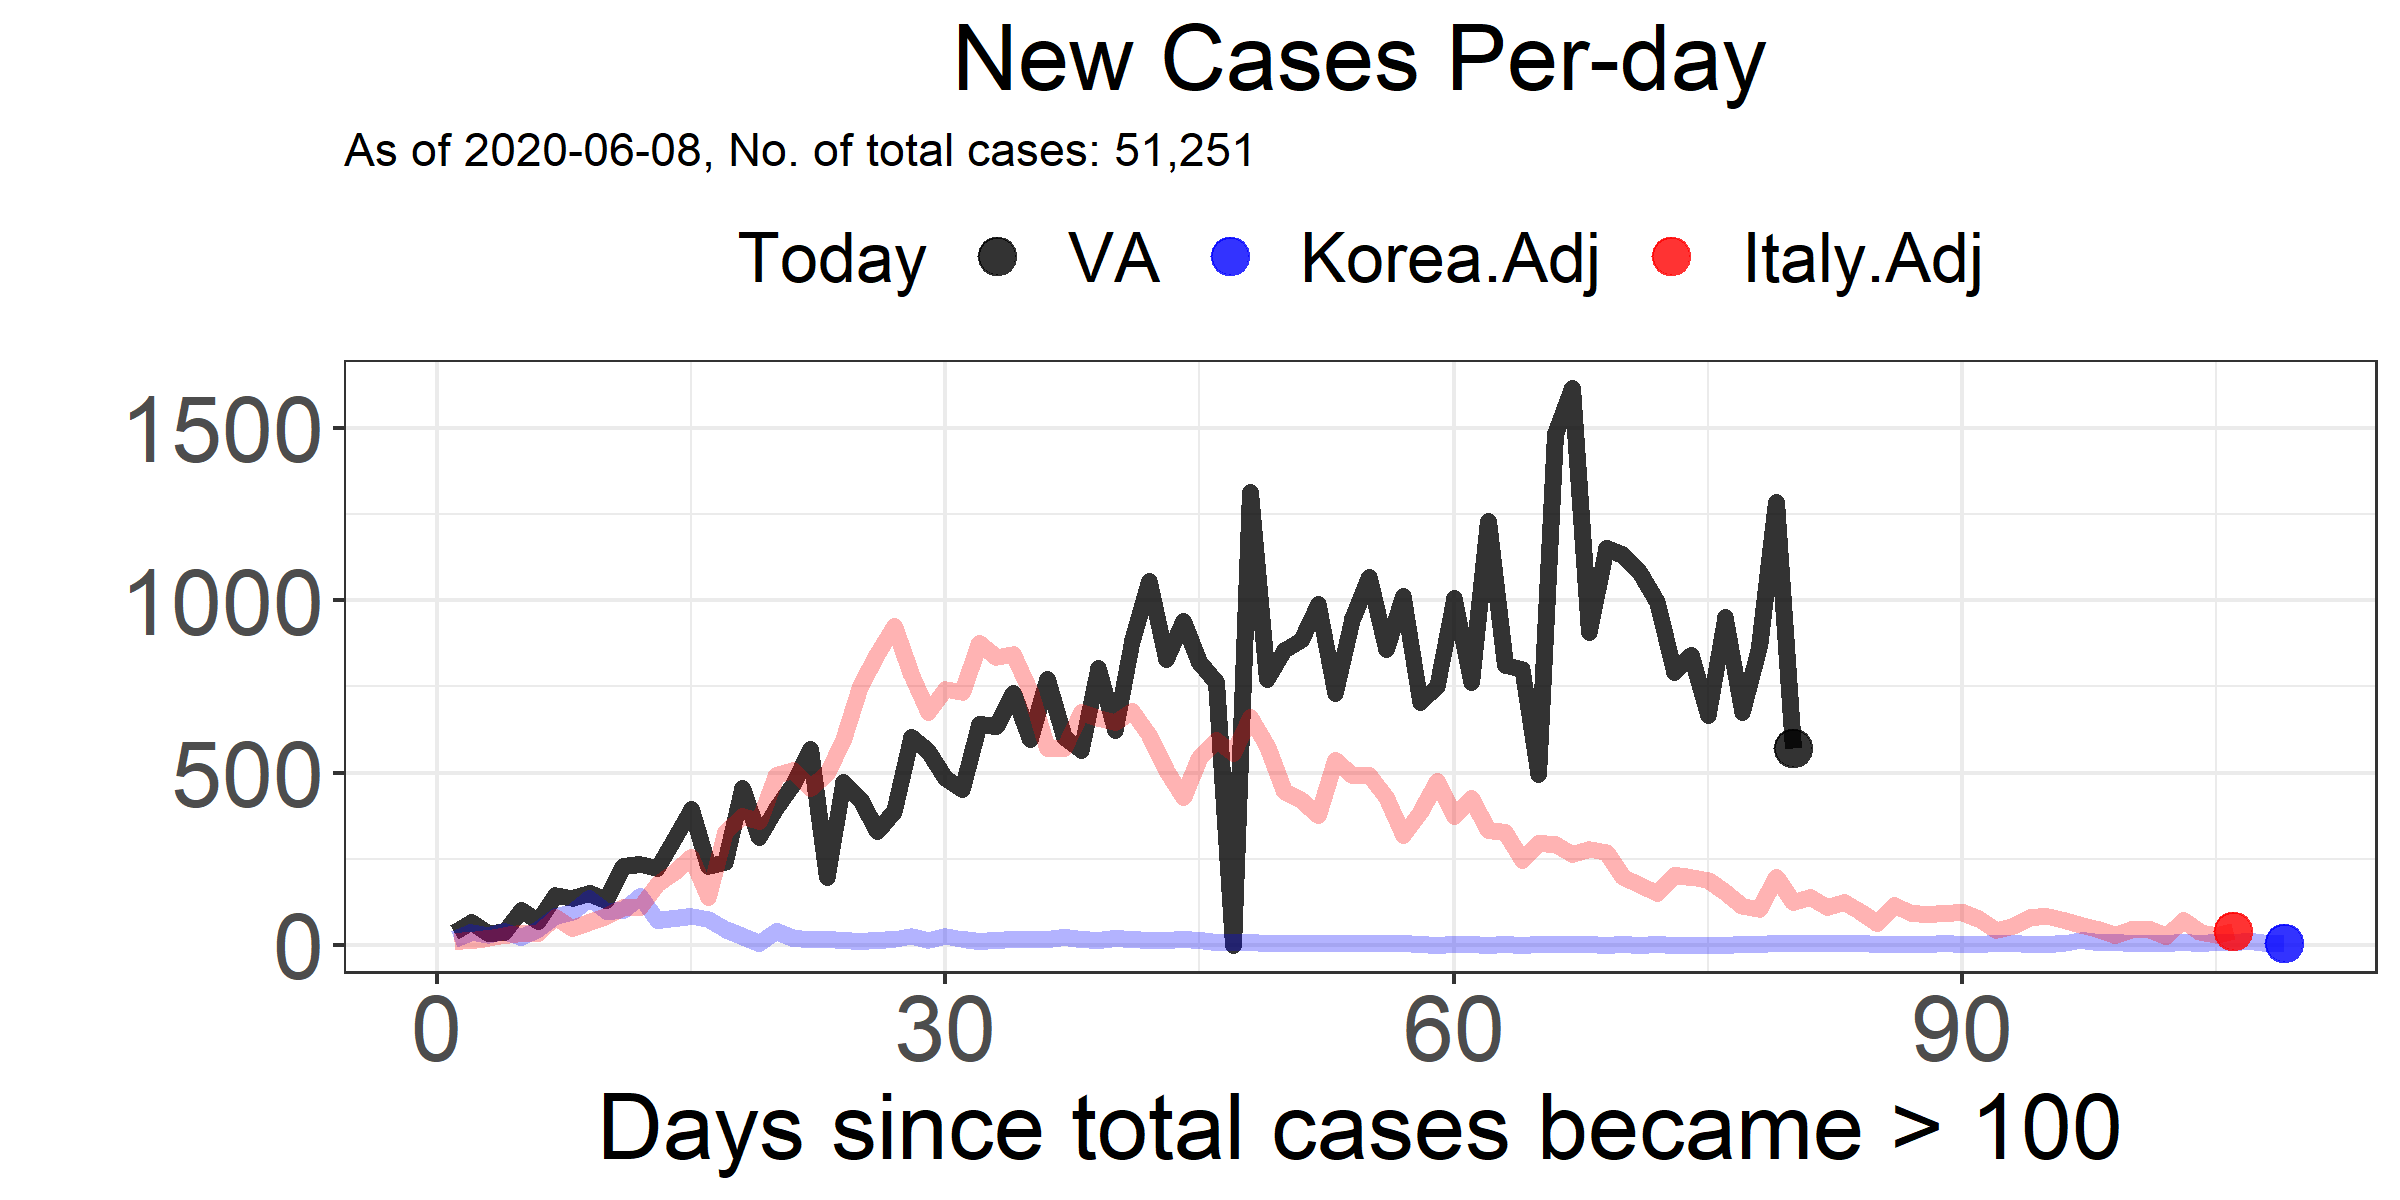 New Cases Per-day
As of 2020-06-08, No. of total cases: 51,251
Today VA Korea.Adj Italy.Adj
1500
1000
500
0
0 30 60 90
Days since total cases became > 100